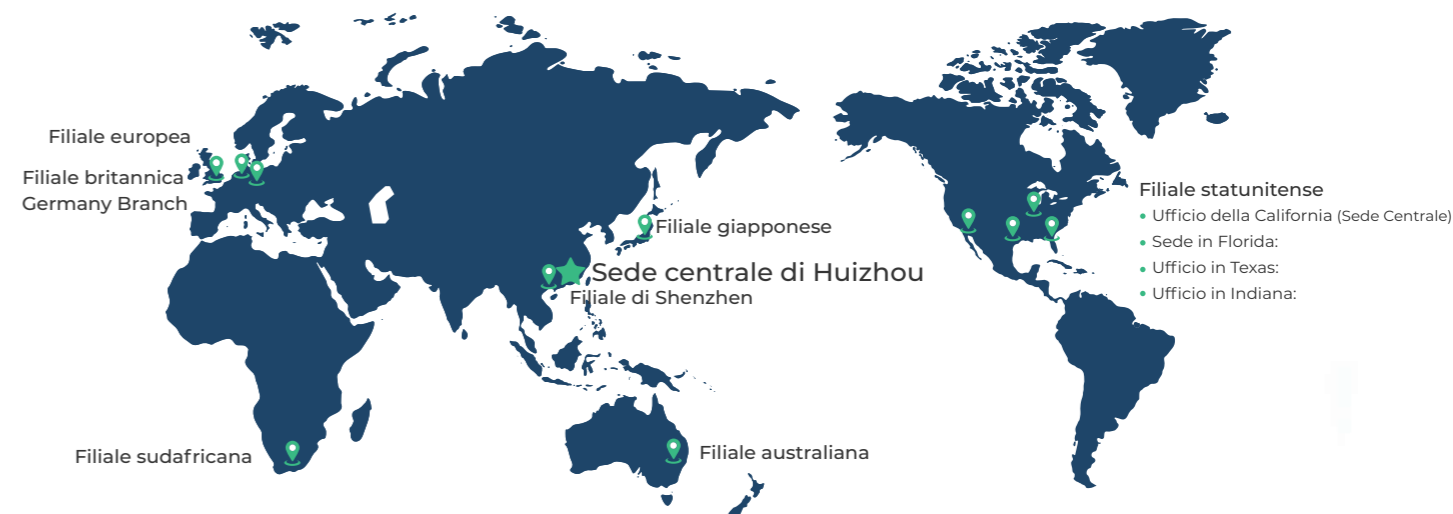 Filiale europea
Filiale britannica
Germany Branch
Filiale giapponese
Sede centrale di Huizhou
Filiale di Shenzhen
Filiale statunitense
• Ufficio della California (Sede Centrale)
• Sede in Florida:
• Ufficio in Texas:
• Ufficio in Indiana:
Filiale sudafricana
Filiale australiana